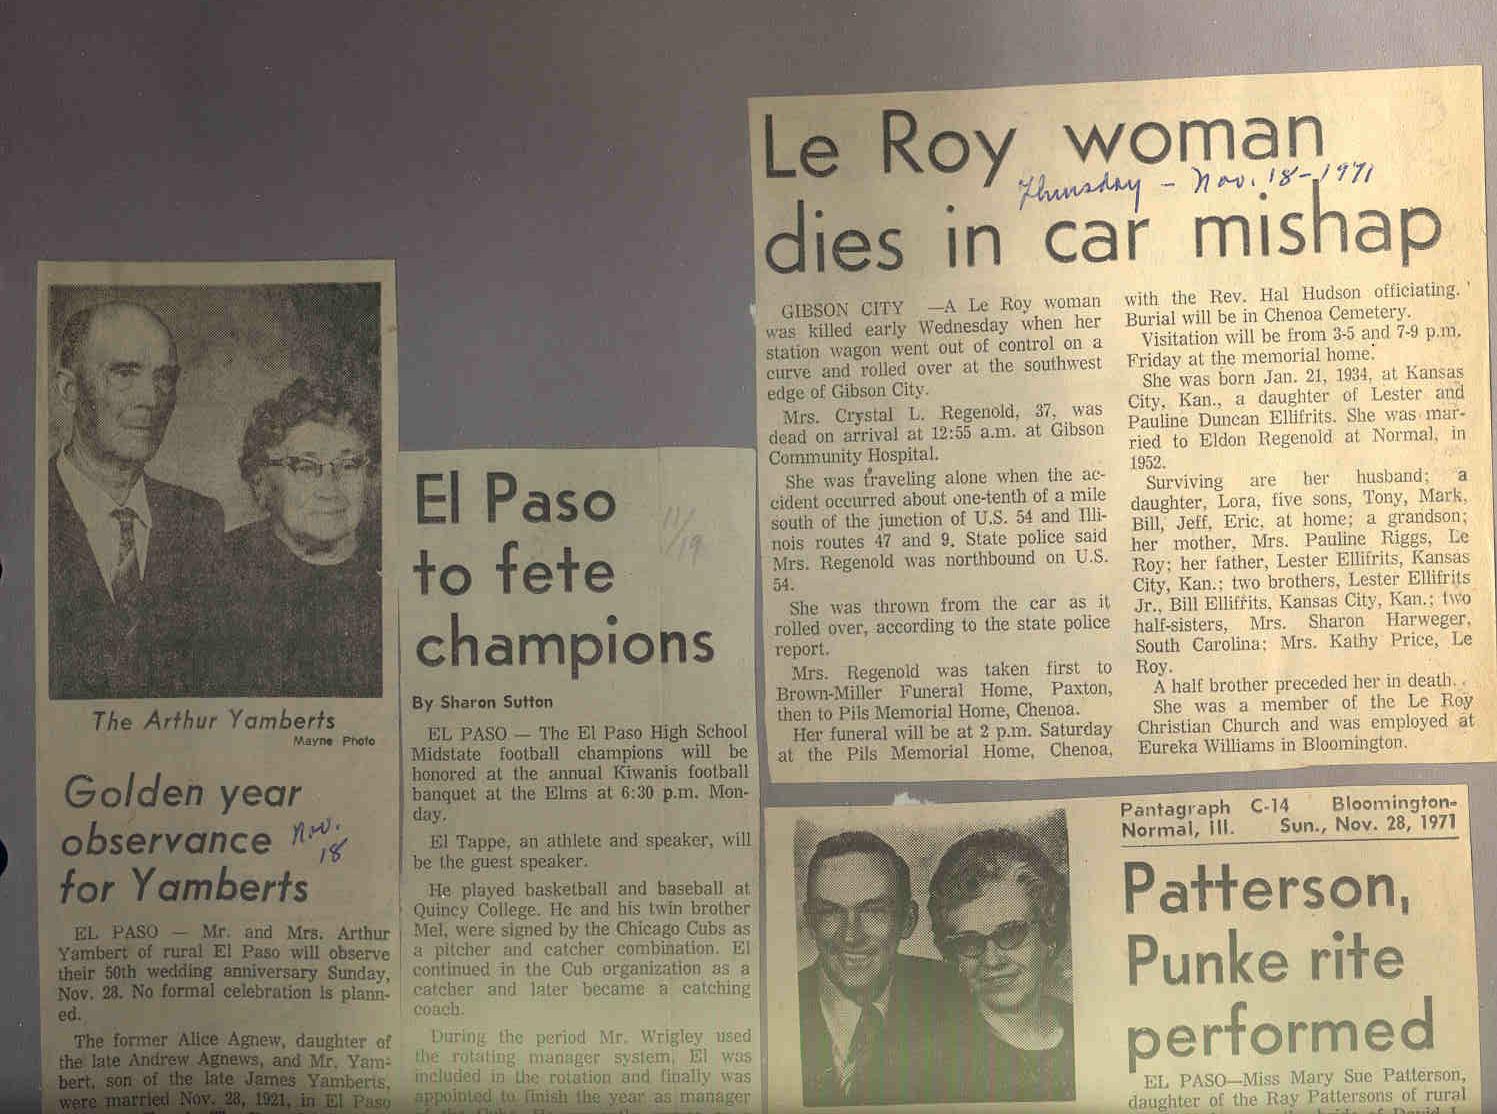 Le Roy woman
Thursday - Nov. 18-1971
dies in car mishap
GIBSON CITY —A Le Roy woman
was killed early Wednesday when her
station wagon went out of control on a
curve and rolled over at the southwest
edge of Gibson City.
Mrs. Crystal L. Regenold, 37, was
dead on arrival at 12:55 a.m. at Gibson
Community Hospital.
She was traveling alone when the ac-
cident occurred about one-tenth of a mile
south of the junction of U.S. 54 and Illi-
nois routes 47 and 9. State police said
Mrs. Regenold was northbound on U.S.
54.
She was thrown from the car as it
rolled over, according to the state police
report.
Mrs. Regenold was taken first to
Brown-Miller Funeral Home, Paxton,
then to Pils Memorial Home, Chenoa.
Her funeral will be at 2 p.m. Saturday
at the Pils Memorial Home, Chenoa,
with the Rev. Hal Hudson officiating.
Burial will be in Chenoa Cemetery.
Visitation will be from 3-5 and 7-9 p.m.
Friday at the memorial home.
She was born Jan. 21, 1934, at Kansas
City, Kan., a daughter of Lester and
Pauline Duncan Ellifrits. She was mar-
ried to Eldon Regenold at Normal, in
1952.
Surviving are her husband; a
daughter, Lora, five sons, Tony, Mark,
Bill, Jeff, Eric, at home; a grandson;
her mother, Mrs. Pauline Riggs, Le
Roy; her father, Lester Ellifrits, Kansas
City, Kan.; two brothers, Lester Ellifrits
Jr., Bill Ellifrits, Kansas City, Kan.; two
half-sisters, Mrs. Sharon Harweger,
South Carolina; Mrs. Kathy Price, Le
Roy.
A half brother preceded her in death.
She was a member of the Le Roy
Christian Church and was employed at
Eureka Williams in Bloomington.
The Arthur Yamberts
Mayne Photo
Golden year
observance
Nov.
18
for Yamberts
EL PASO — Mr. and Mrs. Arthur
Yambert of rural El Paso will observe
their 50th wedding anniversary Sunday,
Nov. 28. No formal celebration is plann-
ed.
The former Alice Agnew, daughter of
the late Andrew Agnews, and Mr. Yam-
bert, son of the late James Yamberts,
were married Nov. 28, 1921, in El Paso
El Paso
11/19
to fete
champions
By Sharon Sutton
EL PASO — The El Paso High School
Midstate football champions will be
honored at the annual Kiwanis football
banquet at the Elms at 6:30 p.m. Mon-
day.
El Tappe, an athlete and speaker, will
be the guest speaker.
He played basketball and baseball at
Quincy College. He and his twin brother
Mel, were signed by the Chicago Cubs as
a pitcher and catcher combination. El
continued in the Cub organization as a
catcher and later became a catching
coach.
During the period Mr. Wrigley used
the rotating manager system, El was
included in the rotation and finally was
appointed to finish the year as manager
Pantagraph C-14 Bloomington-
Normal, Ill. Sun., Nov. 28, 1971
Patterson,
Punke rite
performed
EL PASO—Miss Mary Sue Patterson,
daughter of the Ray Pattersons of rural